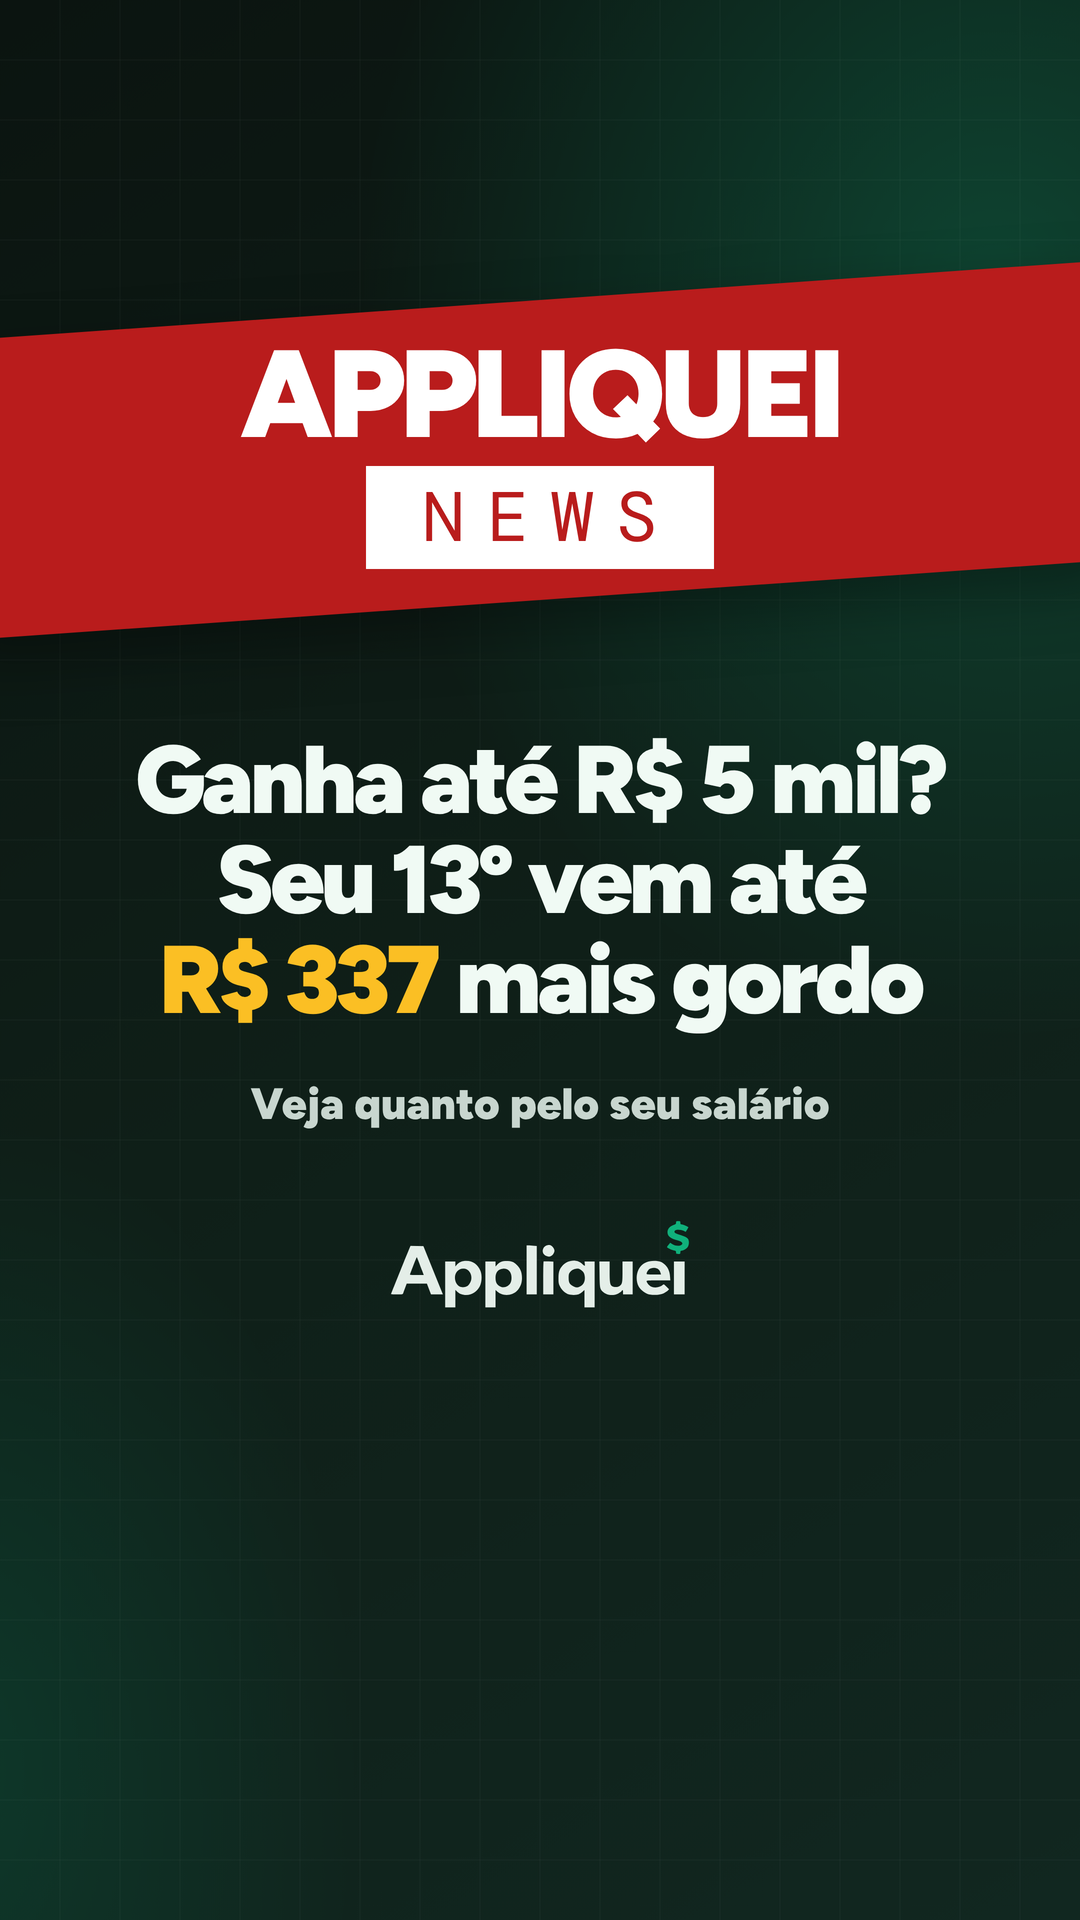 APPLIQUEI
NEWS
Ganha até R$ 5 mil?
Seu 13º vem até
R$ 337 mais gordo
Veja quanto pelo seu salário
Appliquei$